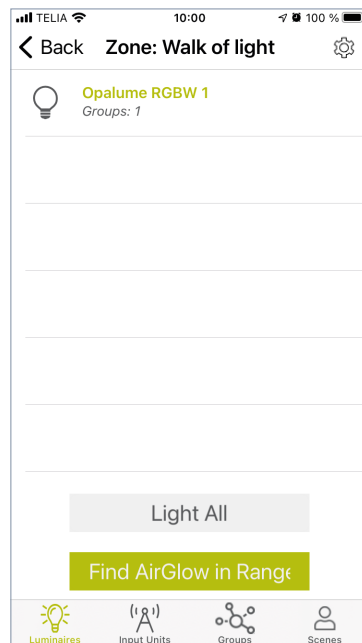 TELIA 10:00 100 %
Back Zone: Walk of light
Opalume RGBW 1
Groups: 1
Light All
Find AirGlow in Range
Luminaires Input Units Groups Scenes